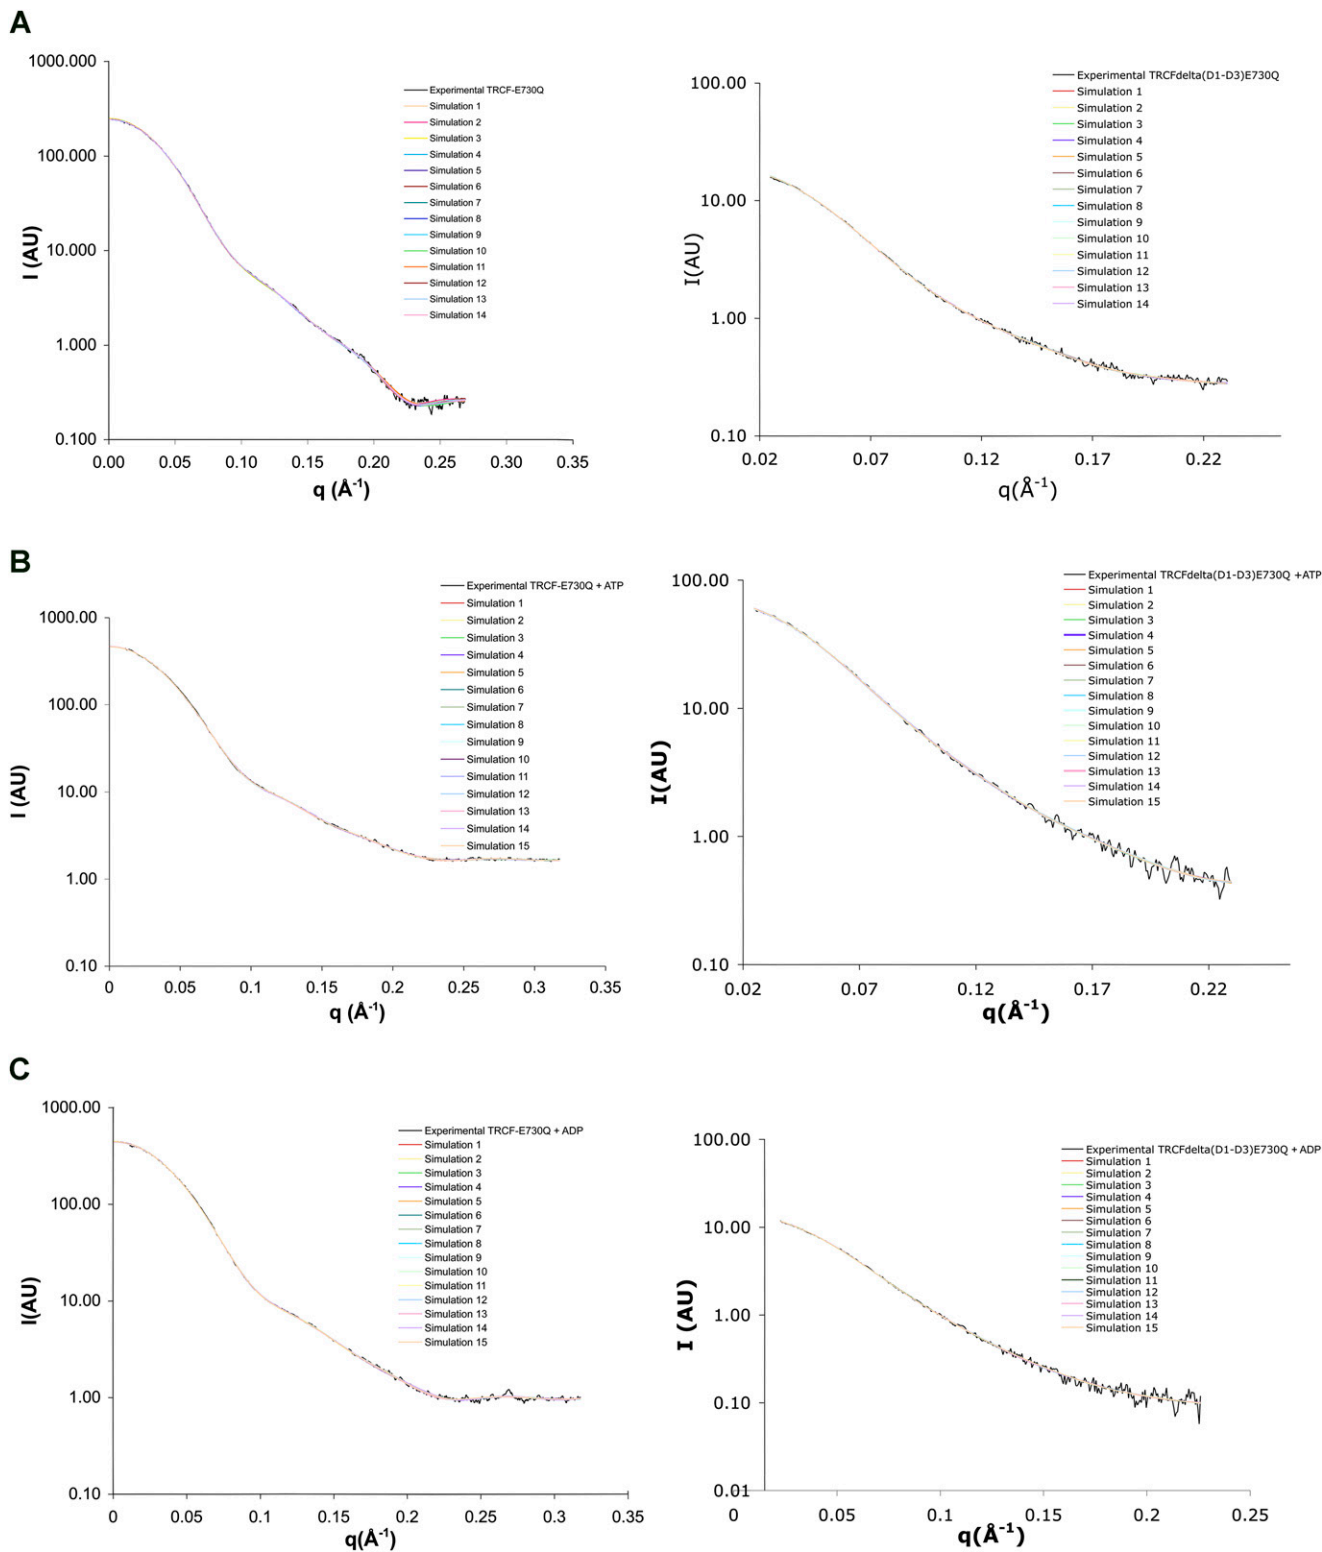 A
1000.000
100.000
10.000
1.000
0.100
I (AU)
0.00 0.05 0.10 0.15 0.20 0.25 0.30 0.35
q (Å-1)
Experimental TRCF-E730Q
Simulation 1
Simulation 2
Simulation 3
Simulation 4
Simulation 5
Simulation 6
Simulation 7
Simulation 8
Simulation 9
Simulation 10
Simulation 11
Simulation 12
Simulation 13
Simulation 14
100.00
10.00
1.00
0.10
I(AU)
0.02 0.07 0.12 0.17 0.22
q(Å-1)
Experimental TRCFdelta(D1-D3)E730Q
Simulation 1
Simulation 2
Simulation 3
Simulation 4
Simulation 5
Simulation 6
Simulation 7
Simulation 8
Simulation 9
Simulation 10
Simulation 11
Simulation 12
Simulation 13
Simulation 14
B
1000.00
100.00
10.00
1.00
0.10
I (AU)
0 0.05 0.1 0.15 0.2 0.25 0.3 0.35
q (Å-1)
Experimental TRCF-E730Q + ATP
Simulation 1
Simulation 2
Simulation 3
Simulation 4
Simulation 5
Simulation 6
Simulation 7
Simulation 8
Simulation 9
Simulation 10
Simulation 11
Simulation 12
Simulation 13
Simulation 14
Simulation 15
100.00
10.00
1.00
0.10
I(AU)
0.02 0.07 0.12 0.17 0.22
q(Å-1)
Experimental TRCFdelta(D1-D3)E730Q +ATP
Simulation 1
Simulation 2
Simulation 3
Simulation 4
Simulation 5
Simulation 6
Simulation 7
Simulation 8
Simulation 9
Simulation 10
Simulation 11
Simulation 12
Simulation 13
Simulation 14
Simulation 15
C
1000.00
100.00
10.00
1.00
0.10
I(AU)
0 0.05 0.1 0.15 0.2 0.25 0.3 0.35
q(Å-1)
Experimental TRCF-E730Q + ADP
Simulation 1
Simulation 2
Simulation 3
Simulation 4
Simulation 5
Simulation 6
Simulation 7
Simulation 8
Simulation 9
Simulation 10
Simulation 11
Simulation 12
Simulation 13
Simulation 14
Simulation 15
100.00
10.00
1.00
0.10
0.01
I (AU)
0 0.05 0.1 0.15 0.2 0.25
q(Å-1)
Experimental TRCFdelta(D1-D3)E730Q + ADP
Simulation 1
Simulation 2
Simulation 3
Simulation 4
Simulation 5
Simulation 6
Simulation 7
Simulation 8
Simulation 9
Simulation 10
Simulation 11
Simulation 12
Simulation 13
Simulation 14
Simulation 15